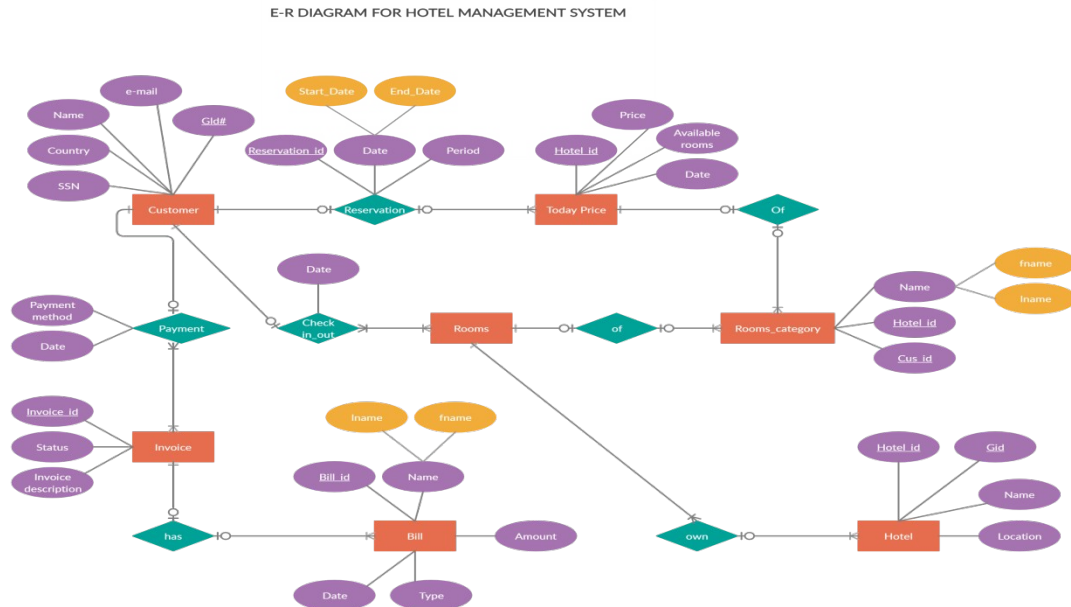 E-R DIAGRAM FOR HOTEL MANAGEMENT SYSTEM
e-mail
Name
GId#
Country
SSN
Customer
Start_Date
End_Date
Reservation_id
Date
Period
Reservation
Price
Hotel_id
Available
rooms
Date
Today Price
Of
Date
Check
in_out
Rooms
of
Rooms_category
Name
fname
lname
Hotel_id
Cus_id
Payment
method
Date
Payment
Invoice_id
Status
Invoice
description
Invoice
has
lname
fname
Bill_id
Name
Bill
Amount
Date
Type
own
Hotel_id
Gid
Name
Location
Hotel